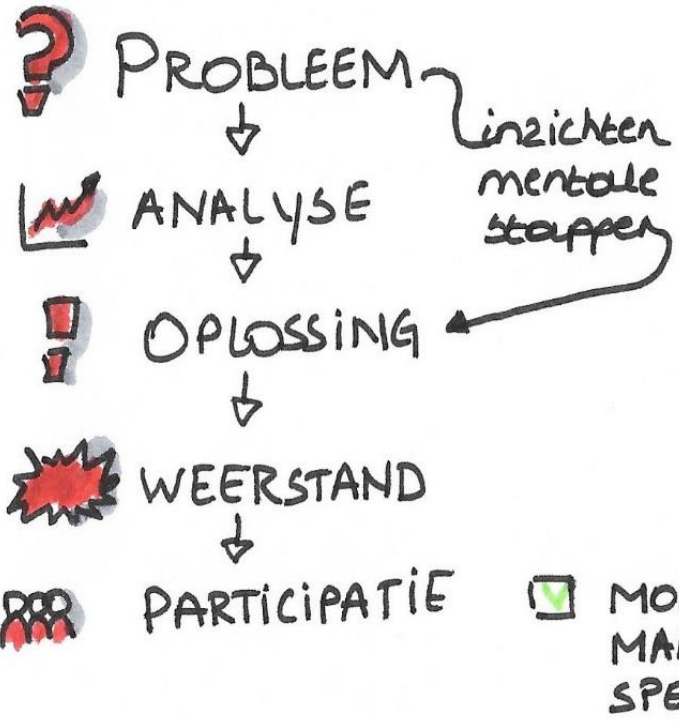 PROBLEEM
inzichten
mentale
stappen
ANALYSE
OPLOSSING
WEERSTAND
PARTICIPATIE